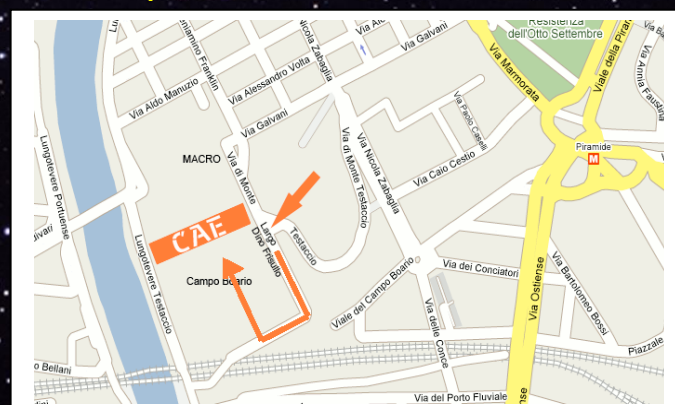 Resistenza
dell'Otto Settembre
Via Galvani
Via Marmorata
Viale della Piramide
Via Annia Faustina
Via Aldo Manuzio
Via Alessandro Volta
Beniamino Franklin
Nicola Zabaglia
Via Galvani
Via Paolo Caselli
Piramide
M
MACRO
Via di Monte
Testaccio
Via di Monte Testaccio
Via Nicola Zabaglia
Via Caio Cestio
Lungotevere Portuense
Lungotevere Testaccio
CAE
Largo
Dino Frisullo
Campo Boario
Viale del Campo Boario
Via dei Conciatori
Via delle Conce
Via Ostiense
Via Bartolomeo Bossi
Piazzale
o Bellani
Via del Porto Fluviale